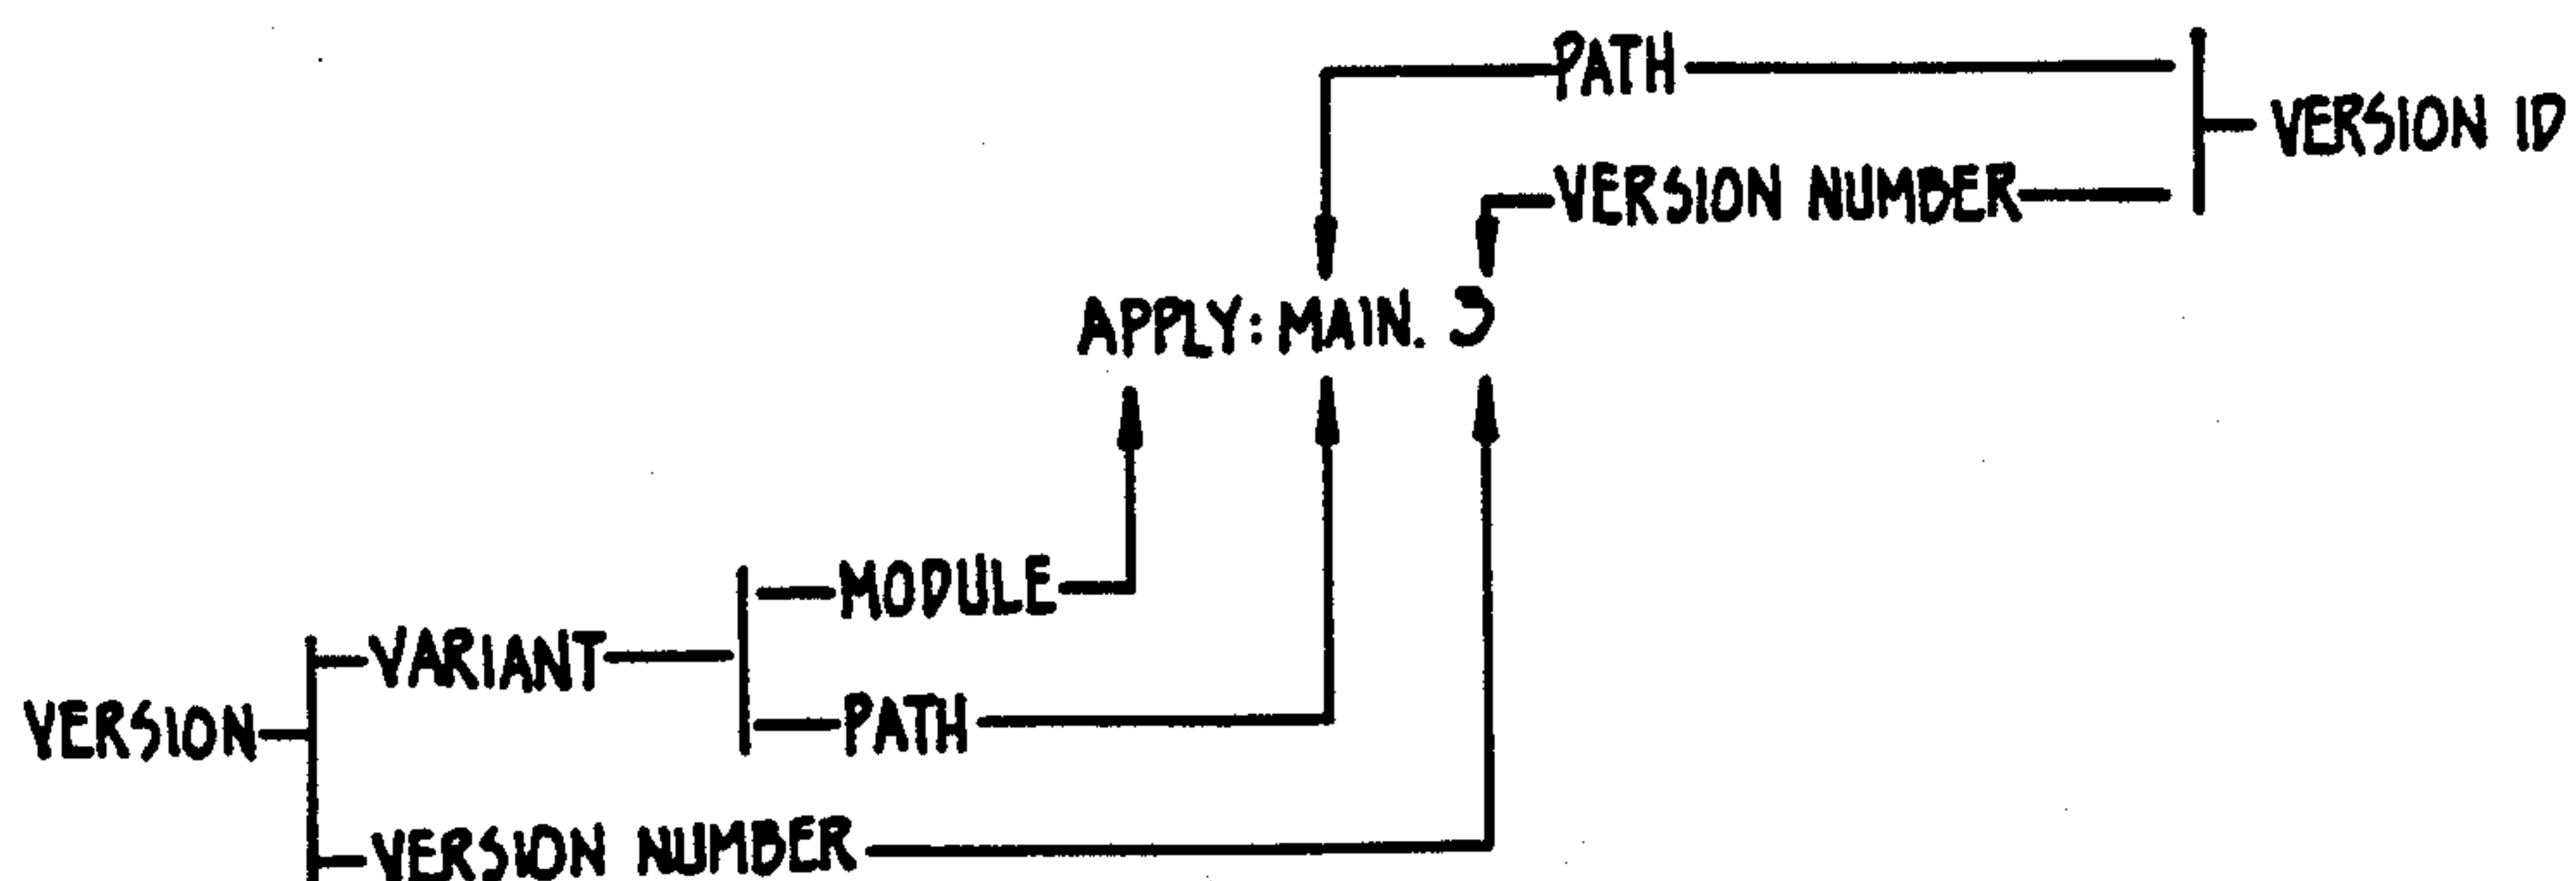 PATH
VERSION ID
VERSION NUMBER
APPLY: MAIN. 3
MODULE
VARIANT
VERSION
PATH
VERSION NUMBER